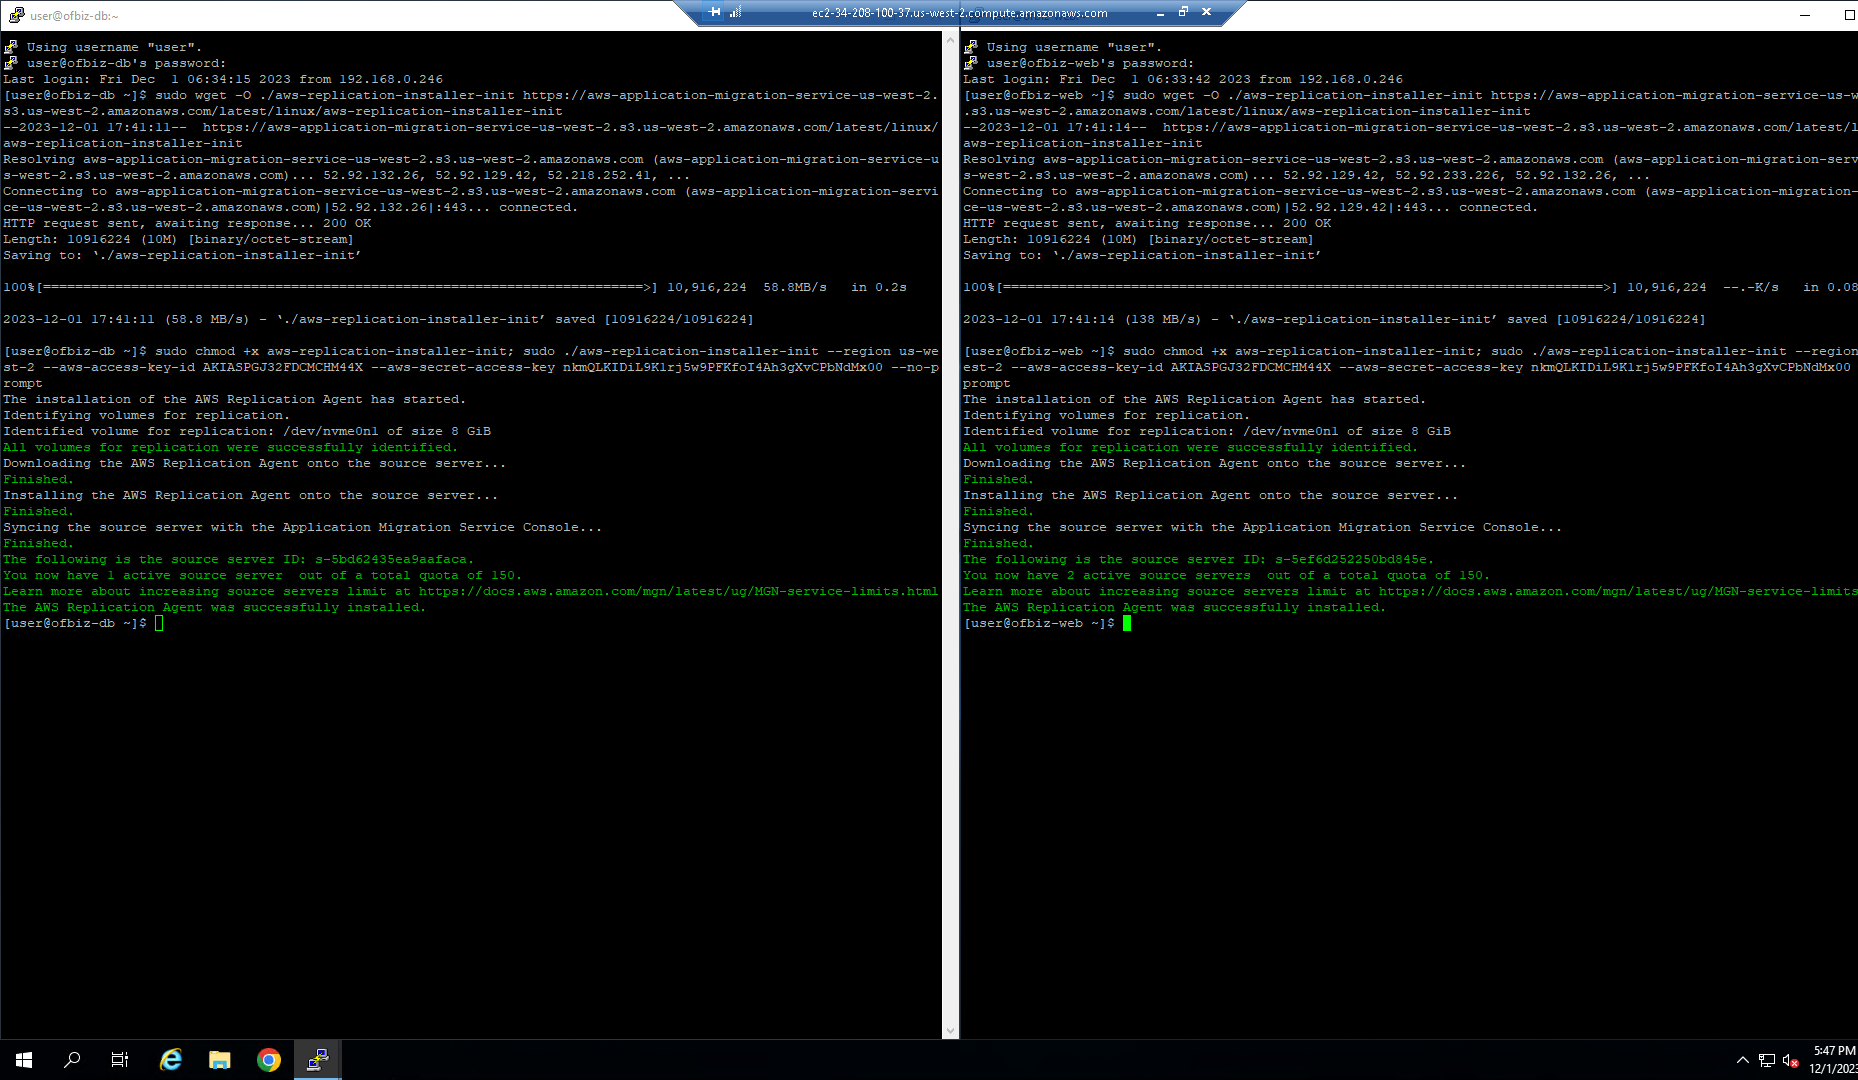 user@ofbiz-db:~
ec2-34-208-100-37.us-west-2.compute.amazonaws.com
Using username "user".
user@ofbiz-db's password:
Last login: Fri Dec  1 06:34:15 2023 from 192.168.0.246
[user@ofbiz-db ~]$ sudo wget -O ./aws-replication-installer-init https://aws-application-migration-service-us-west-2.
s3.us-west-2.amazonaws.com/latest/linux/aws-replication-installer-init
--2023-12-01 17:41:11--  https://aws-application-migration-service-us-west-2.s3.us-west-2.amazonaws.com/latest/linux/
aws-replication-installer-init
Resolving aws-application-migration-service-us-west-2.s3.us-west-2.amazonaws.com (aws-application-migration-service-u
s-west-2.s3.us-west-2.amazonaws.com)... 52.92.132.26, 52.92.129.42, 52.218.252.41, ...
Connecting to aws-application-migration-service-us-west-2.s3.us-west-2.amazonaws.com (aws-application-migration-servi
ce-us-west-2.s3.us-west-2.amazonaws.com)|52.92.132.26|:443... connected.
HTTP request sent, awaiting response... 200 OK
Length: 10916224 (10M) [binary/octet-stream]
Saving to: ‘./aws-replication-installer-init’
100%[==============================================================================>] 10,916,224  58.8MB/s   in 0.2s
2023-12-01 17:41:11 (58.8 MB/s) - ‘./aws-replication-installer-init’ saved [10916224/10916224]
[user@ofbiz-db ~]$ sudo chmod +x aws-replication-installer-init; sudo ./aws-replication-installer-init --region us-we
st-2 --aws-access-key-id AKIASPGJ32FDCMCHM44X --aws-secret-access-key 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 --no-p
rompt
The installation of the AWS Replication Agent has started.
Identifying volumes for replication.
Identified volume for replication: /dev/nvme0n1 of size 8 GiB
All volumes for replication were successfully identified.
Downloading the AWS Replication Agent onto the source server...
Finished.
Installing the AWS Replication Agent onto the source server...
Finished.
Syncing the source server with the Application Migration Service Console...
Finished.
The following is the source server ID: s-5bd62435ea9aafaca.
You now have 1 active source server  out of a total quota of 150.
Learn more about increasing source servers limit at https://docs.aws.amazon.com/mgn/latest/ug/MGN-service-limits.html
The AWS Replication Agent was successfully installed.
[user@ofbiz-db ~]$
Using username "user".
user@ofbiz-web's password:
Last login: Fri Dec  1 06:33:42 2023 from 192.168.0.246
[user@ofbiz-web ~]$ sudo wget -O ./aws-replication-installer-init https://aws-application-migration-service-us-w
.s3.us-west-2.amazonaws.com/latest/linux/aws-replication-installer-init
--2023-12-01 17:41:14--  https://aws-application-migration-service-us-west-2.s3.us-west-2.amazonaws.com/latest/l
aws-replication-installer-init
Resolving aws-application-migration-service-us-west-2.s3.us-west-2.amazonaws.com (aws-application-migration-serv
s-west-2.s3.us-west-2.amazonaws.com)... 52.92.129.42, 52.92.233.226, 52.92.132.26, ...
Connecting to aws-application-migration-service-us-west-2.s3.us-west-2.amazonaws.com (aws-application-migration-
ce-us-west-2.s3.us-west-2.amazonaws.com)|52.92.129.42|:443... connected.
HTTP request sent, awaiting response... 200 OK
Length: 10916224 (10M) [binary/octet-stream]
Saving to: ‘./aws-replication-installer-init’
100%[===========================================================================>] 10,916,224  --.-K/s   in 0.08
2023-12-01 17:41:14 (138 MB/s) - ‘./aws-replication-installer-init’ saved [10916224/10916224]
[user@ofbiz-web ~]$ sudo chmod +x aws-replication-installer-init; sudo ./aws-replication-installer-init --region
est-2 --aws-access-key-id AKIASPGJ32FDCMCHM44X --aws-secret-access-key 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
prompt
The installation of the AWS Replication Agent has started.
Identifying volumes for replication.
Identified volume for replication: /dev/nvme0n1 of size 8 GiB
All volumes for replication were successfully identified.
Downloading the AWS Replication Agent onto the source server...
Finished.
Installing the AWS Replication Agent onto the source server...
Finished.
Syncing the source server with the Application Migration Service Console...
Finished.
The following is the source server ID: s-5ef6d252250bd845e.
You now have 2 active source servers  out of a total quota of 150.
Learn more about increasing source servers limit at https://docs.aws.amazon.com/mgn/latest/ug/MGN-service-limits
The AWS Replication Agent was successfully installed.
[user@ofbiz-web ~]$
5:47 PM
12/1/2023